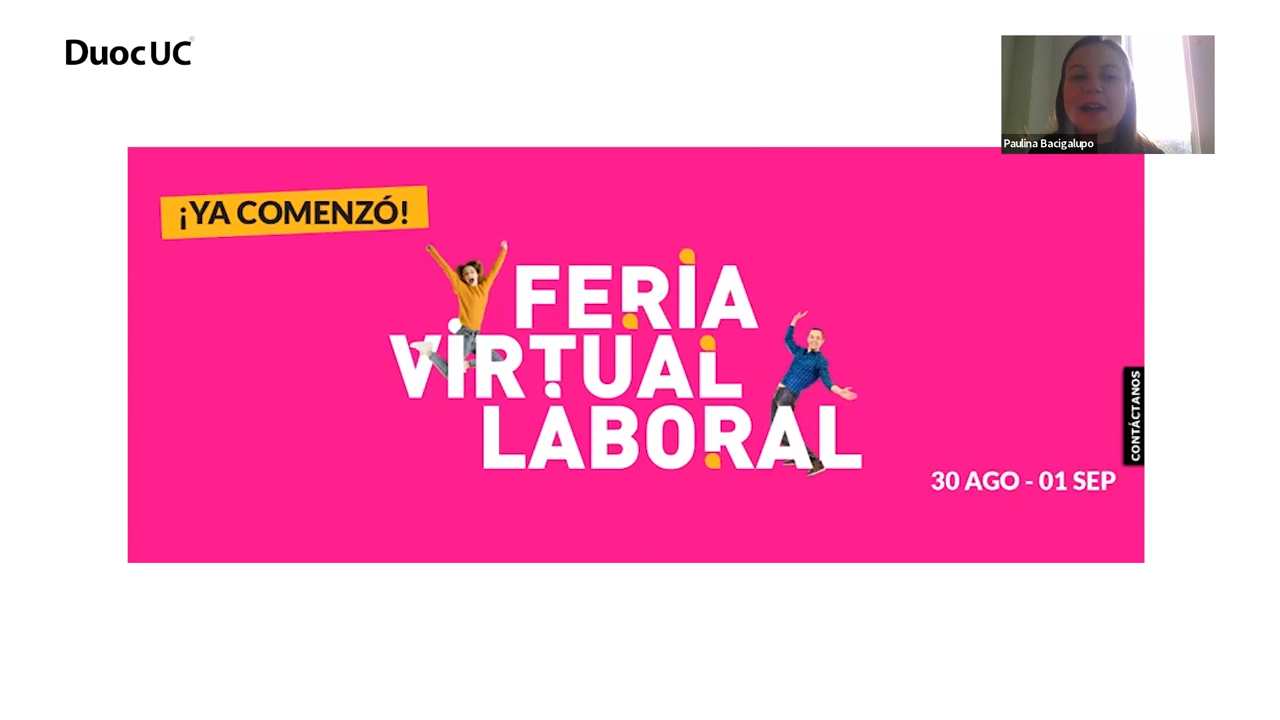 Duoc UC
Paulina Bacigalupo
¡YA COMENZÓ!
FERIA
VIRTUAL
LABORAL
CONTÁCTANOS
30 AGO - 01 SEP